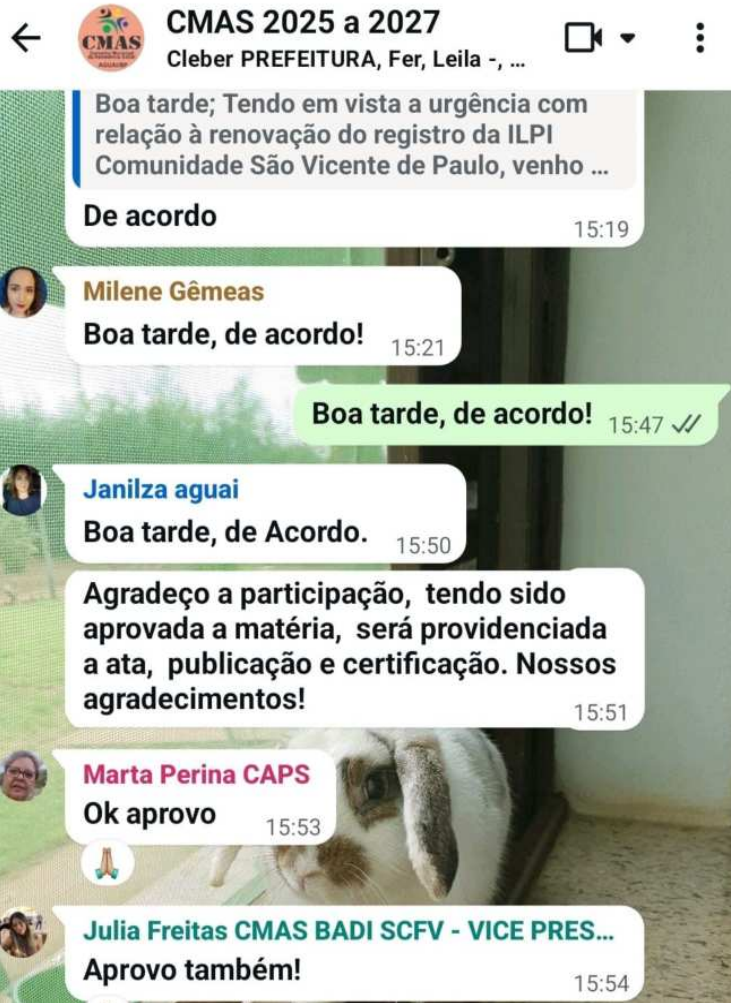 CMAS 2025 a 2027
Cleber PREFEITURA, Fer, Leila -, ...
CMAS
AGUAÍ/SP
Boa tarde; Tendo em vista a urgência com
relação à renovação do registro da ILPI
Comunidade São Vicente de Paulo, venho ...
De acordo
15:19
Milene Gêmeas
Boa tarde, de acordo!
15:21
Boa tarde, de acordo!
15:47
Janilza aguai
Boa tarde, de Acordo.
15:50
Agradeço a participação, tendo sido
aprovada a matéria, será providenciada
a ata, publicação e certificação. Nossos
agradecimentos!
15:51
Marta Perina CAPS
Ok aprovo
15:53
Julia Freitas CMAS BADI SCFV - VICE PRES...
Aprovo também!
15:54